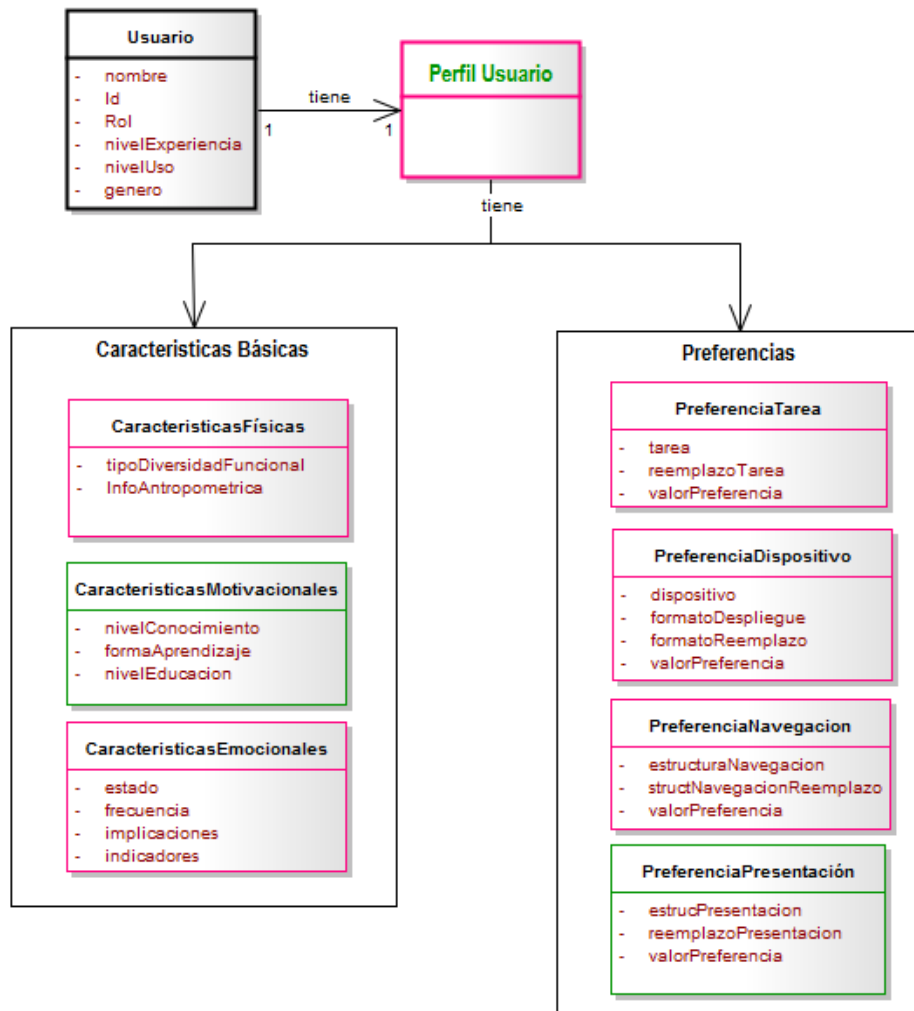 Usuario
- nombre
- Id
- Rol
- nivelExperiencia
- nivelUso
- genero
tiene
1
1
Perfil Usuario
tiene
Caracteristicas Básicas
CaracteristicasFísicas
- tipoDiversidadFuncional
- InfoAntropometrica
CaracteristicasMotivacionales
- nivelConocimiento
- formaAprendizaje
- nivelEducacion
CaracteristicasEmocionales
- estado
- frecuencia
- implicaciones
- indicadores
Preferencias
PreferenciaTarea
- tarea
- reemplazoTarea
- valorPreferencia
PreferenciaDispositivo
- dispositivo
- formatoDespliegue
- formatoReemplazo
- valorPreferencia
PreferenciaNavegacion
- estructuraNavegacion
- structNavegacionReemplazo
- valorPreferencia
PreferenciaPresentación
- estrucPresentacion
- reemplazoPresentacion
- valorPreferencia